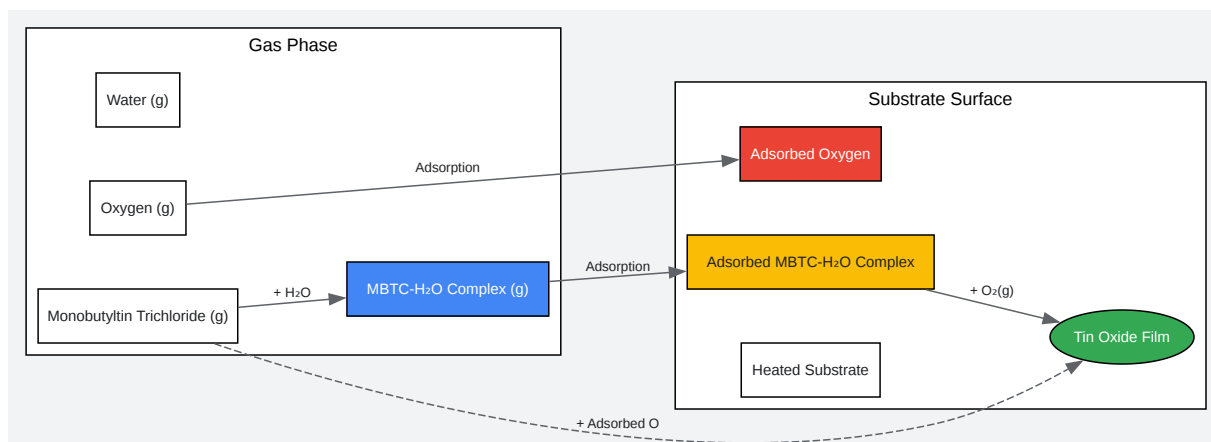 Gas Phase
Water (g)
Oxygen (g)
Monobutyltin Trichloride (g)
+ H₂O
MBTC-H₂O Complex (g)
Adsorption
Adsorption
Substrate Surface
Adsorbed Oxygen
Adsorbed MBTC-H₂O Complex
+ O₂(g)
Tin Oxide Film
Heated Substrate
+ Adsorbed O